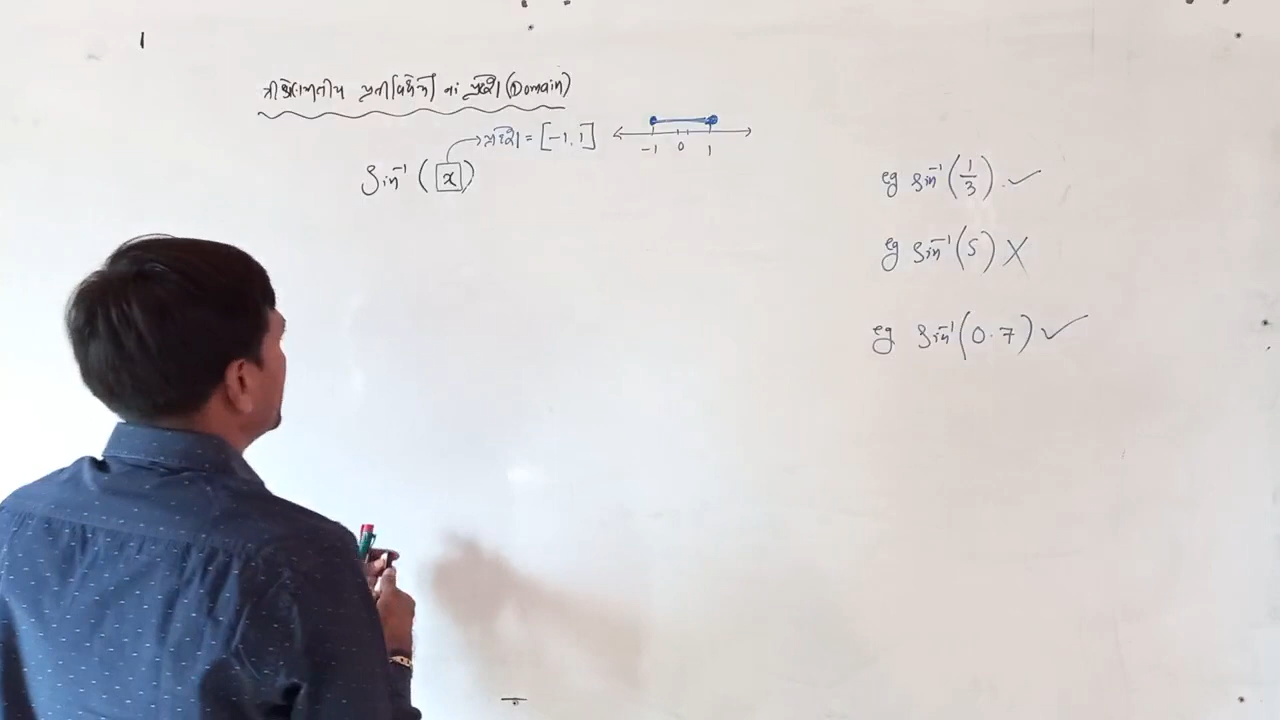 ત્રીકોણમીતીય પ્રતીવિધેયો નાં પ્રદેશ (Domain)
પ્રદેશ = [-1, 1]
-1 0 1
Sin⁻¹ (x)
eg Sin⁻¹ (1/3) ✓
eg Sin⁻¹ (5) X
eg Sin⁻¹ (0.7) ✓